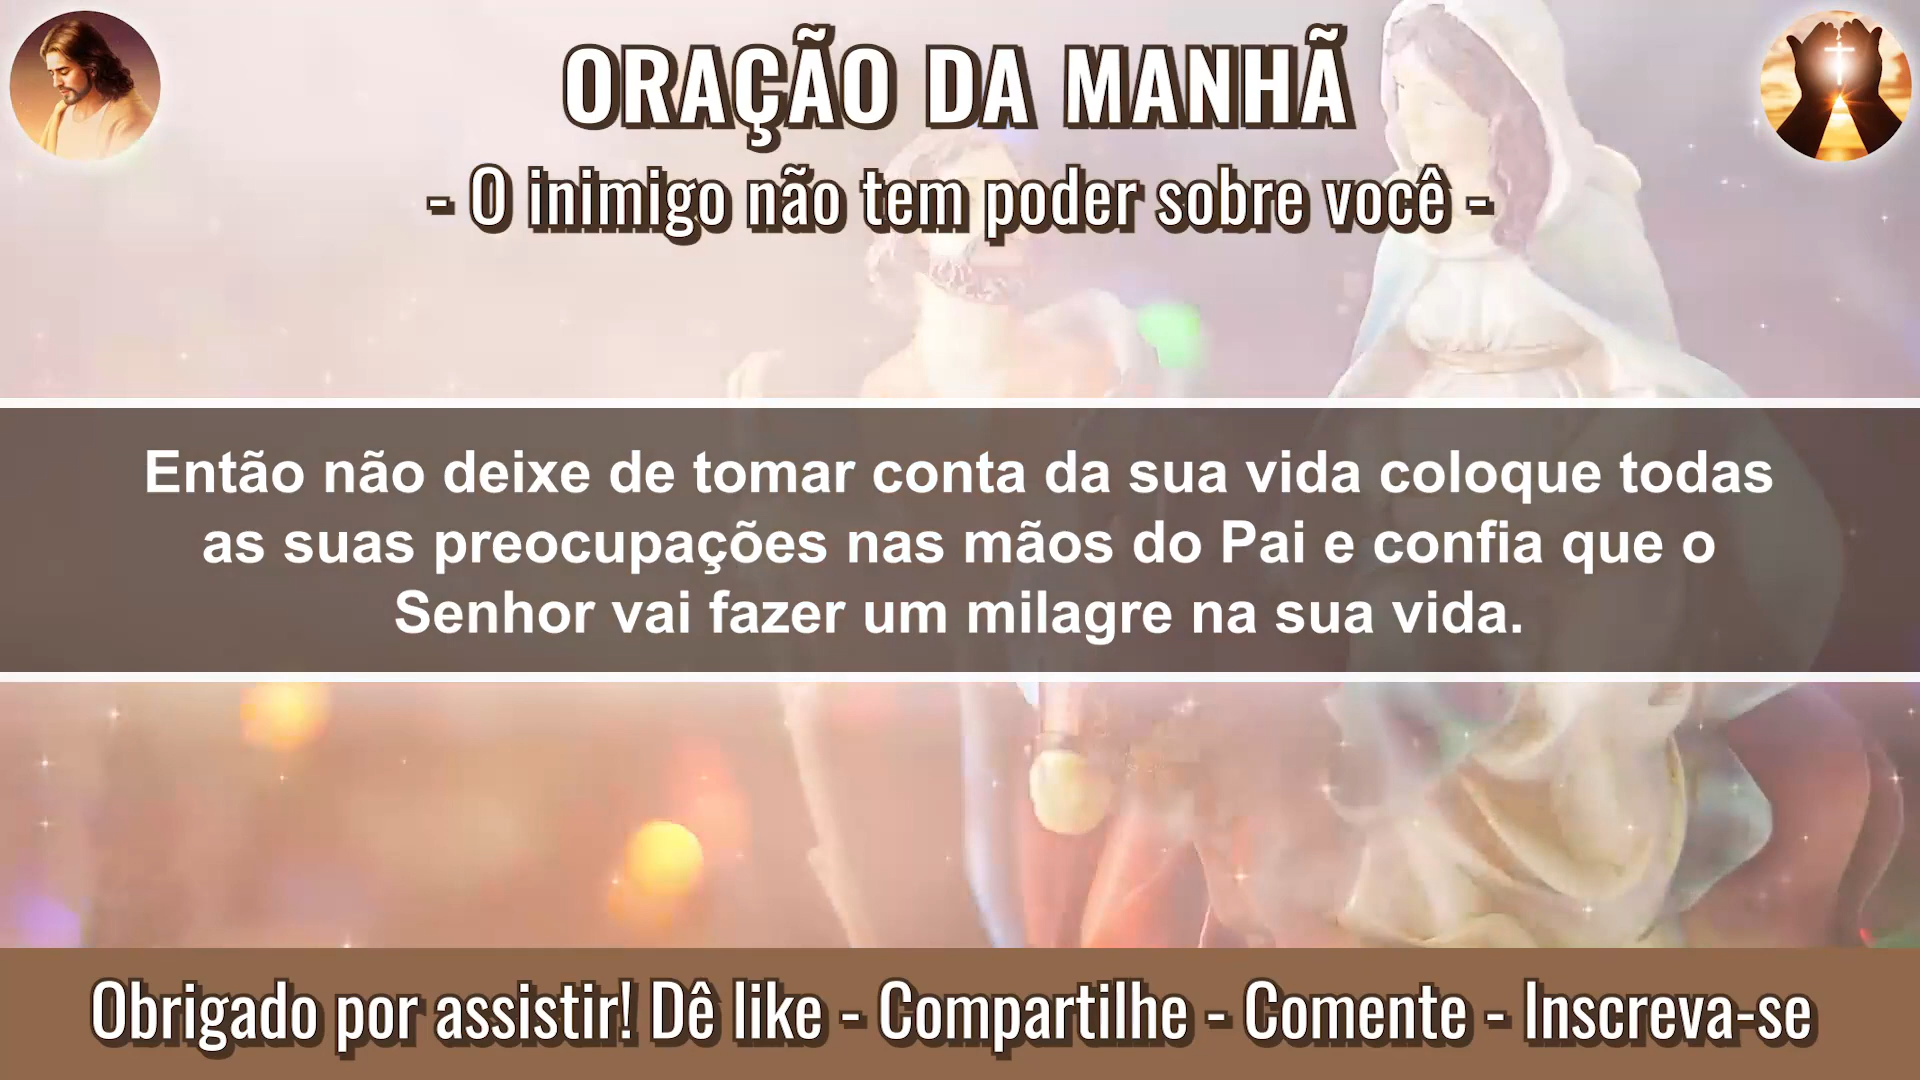 ORAÇÃO DA MANHÃ
- O inimigo não tem poder sobre você -
Então não deixe de tomar conta da sua vida coloque todas
as suas preocupações nas mãos do Pai e confia que o
Senhor vai fazer um milagre na sua vida.
Obrigado por assistir! Dê like - Compartilhe - Comente - Inscreva-se